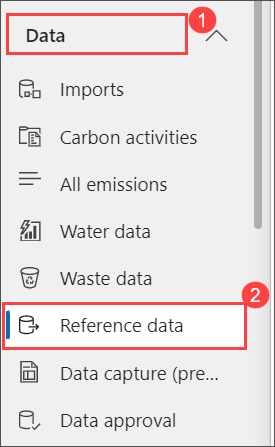 Data
1
Imports
Carbon activities
All emissions
Water data
Waste data
2
Reference data
Data capture (pre...
Data approval